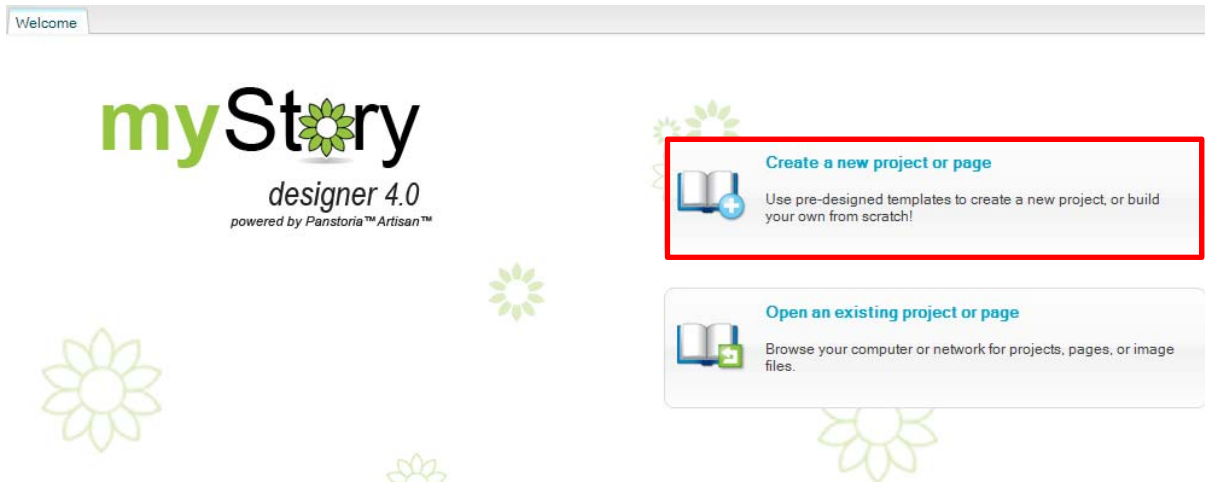 Welcome
myStory
designer 4.0
powered by Panstoria™ Artisan™
Create a new project or page
Use pre-designed templates to create a new project, or build
your own from scratch!
Open an existing project or page
Browse your computer or network for projects, pages, or image
files.